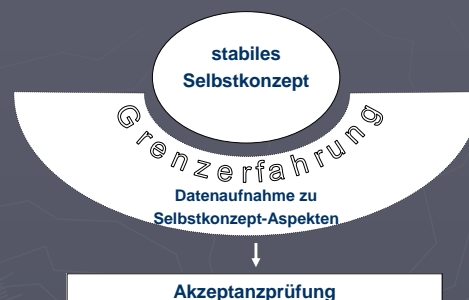 stabiles
Selbstkonzept
Grenzerfahrung
Datenaufnahme zu
Selbstkonzept-Aspekten
Akzeptanzprüfung